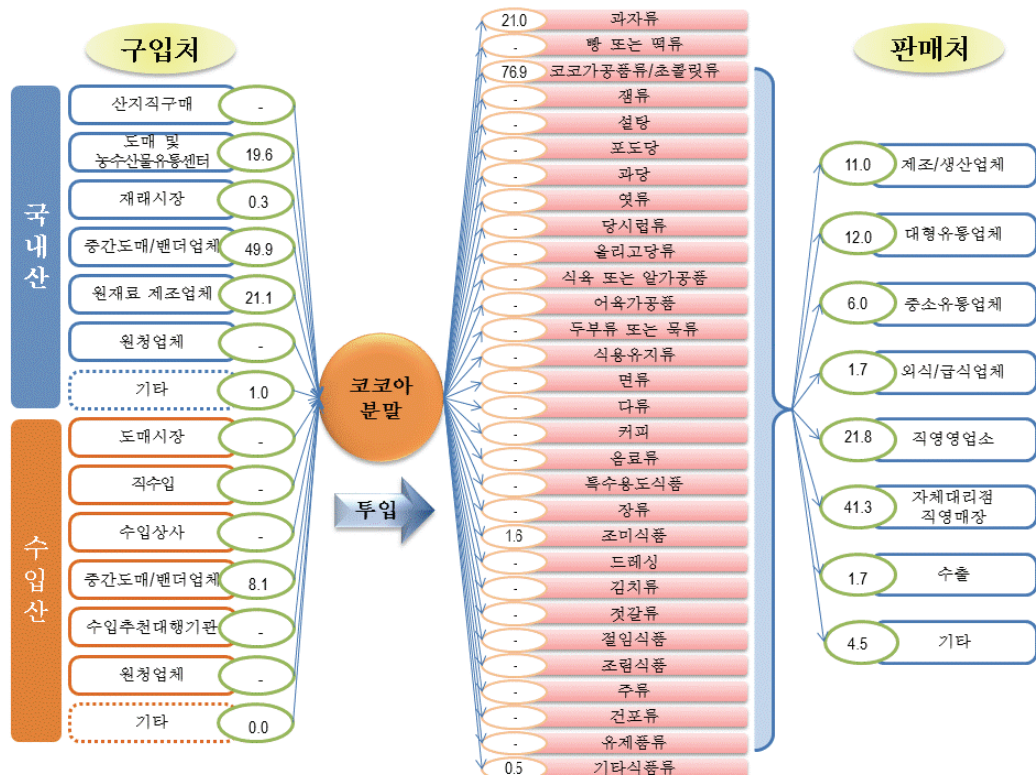 구입처
국내산
산지직구매
-
도매 및
농수산물유통센터
19.6
재래시장
0.3
중간도매/밴더업체
49.9
원재료 제조업체
21.1
원청업체
-
기타
1.0
수입산
도매시장
-
직수입
-
수입상사
-
중간도매/밴더업체
8.1
수입추천대행기관
-
원청업체
-
기타
0.0
코코아
분말
투입
21.0 과자류
- 빵 또는 떡류
76.9 코코가공품류/초콜릿류
- 잼류
- 설탕
- 포도당
- 과당
- 엿류
- 당시럽류
- 올리고당류
- 식육 또는 알가공품
- 어육가공품
- 두부류 또는 묵류
- 식용유지류
- 면류
- 다류
- 커피
- 음료류
- 특수용도식품
- 장류
1.6 조미식품
- 드레싱
- 김치류
- 젓갈류
- 절임식품
- 조림식품
- 주류
- 건포류
- 유제품류
0.5 기타식품류
판매처
11.0 제조/생산업체
12.0 대형유통업체
6.0 중소유통업체
1.7 외식/급식업체
21.8 직영영업소
41.3 자체대리점
직영매장
1.7 수출
4.5 기타